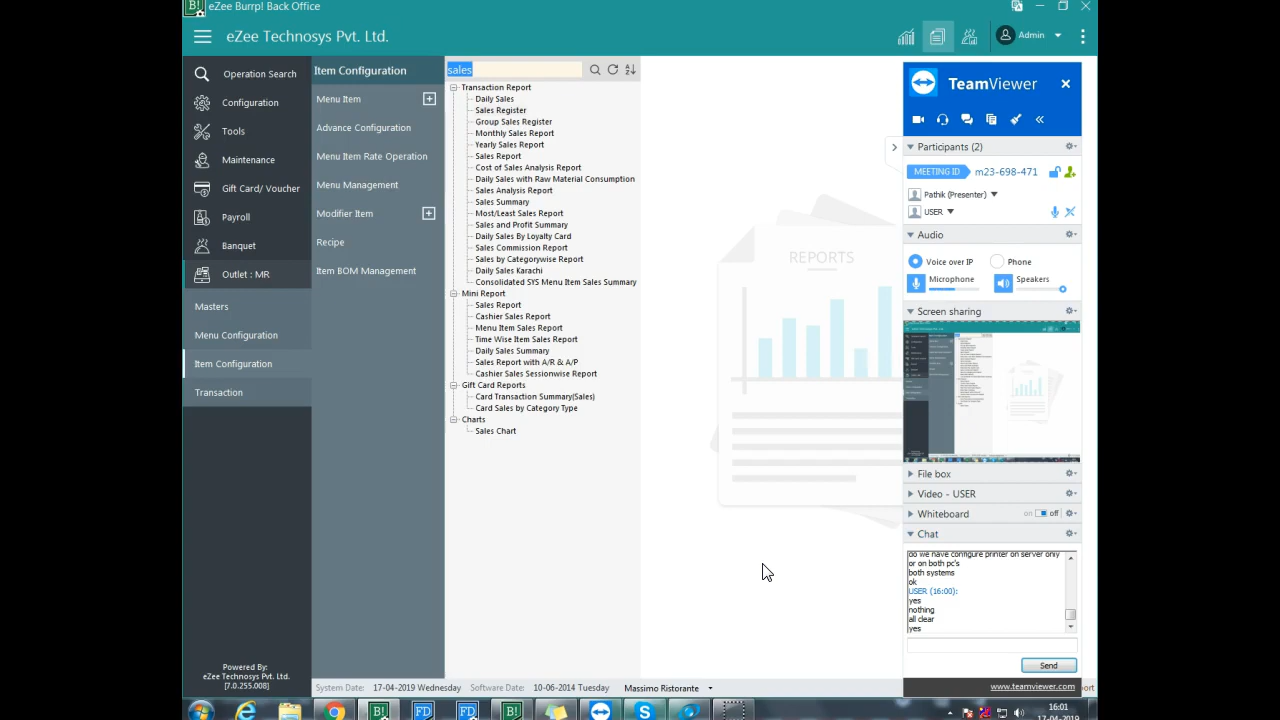 B! eZee Burrp! Back Office
eZee Technosys Pvt. Ltd.
Admin
Operation Search
Configuration
Tools
Maintenance
Gift Card/ Voucher
Payroll
Banquet
Outlet : MR
Masters
Menu Configuration
Item Configuration
Transaction
Powered By:
eZee Technosys Pvt. Ltd.
[7.0.255.008]
Item Configuration
Menu Item
Advance Configuration
Menu Item Rate Operation
Menu Management
Modifier Item
Recipe
Item BOM Management
sales
Transaction Report
Daily Sales
Sales Register
Group Sales Register
Monthly Sales Report
Yearly Sales Report
Sales Report
Cost of Sales Analysis Report
Daily Sales with Raw Material Consumption
Sales Analysis Report
Sales Summary
Most/Least Sales Report
Sales and Profit Summary
Daily Sales By Loyalty Card
Sales Commission Report
Sales by Categorywise Report
Daily Sales Karachi
Consolidated SYS Menu Item Sales Summary
Mini Report
Sales Report
Cashier Sales Report
Menu Item Sales Report
Time Wise Item Sales Report
Daily Sales Summary
Sales Report with A/R & A/P
Cashier Sales Sessionwise Report
Gift Card Reports
Card Transaction Summary(Sales)
Card Sales by Category Type
Charts
Sales Chart
REPORTS
TeamViewer
Participants (2)
MEETING ID m23-698-471
Pathik (Presenter)
USER
Audio
Voice over IP Phone
Microphone Speakers
Screen sharing
File box
Video - USER
Whiteboard on off
Chat
do we have configure printer on server only
or on both pc's
both systems
ok
USER (16:00):
yes
nothing
all clear
yes
Send
www.teamviewer.com
System Date: 17-04-2019 Wednesday Software Date: 10-06-2014 Tuesday Massimo Ristorante
B! FD FD B!
16:01
17-04-2019